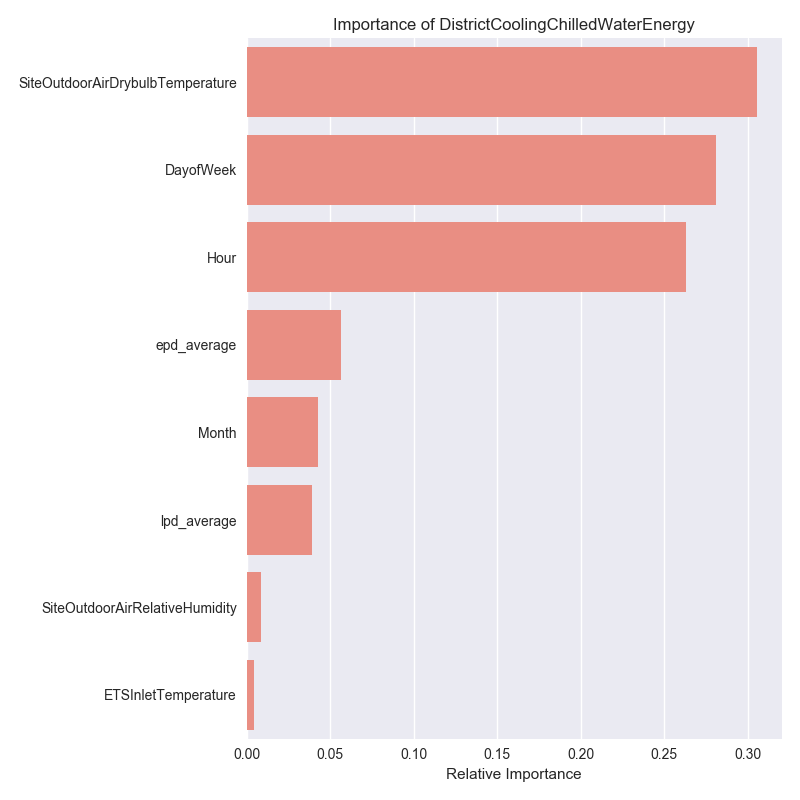 Importance of DistrictCoolingChilledWaterEnergy
SiteOutdoorAirDrybulbTemperature
DayofWeek
Hour
epd_average
Month
lpd_average
SiteOutdoorAirRelativeHumidity
ETSInletTemperature
0.00 0.05 0.10 0.15 0.20 0.25 0.30
Relative Importance